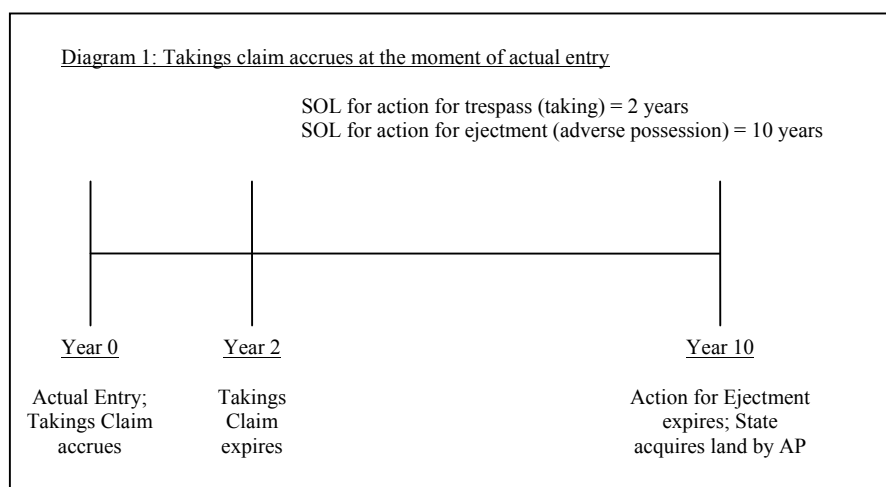 Diagram 1: Takings claim accrues at the moment of actual entry
SOL for action for trespass (taking) = 2 years
SOL for action for ejectment (adverse possession) = 10 years
Year 0
Year 2
Year 10
Actual Entry;
Takings Claim
accrues
Takings
Claim
expires
Action for Ejectment
expires; State
acquires land by AP